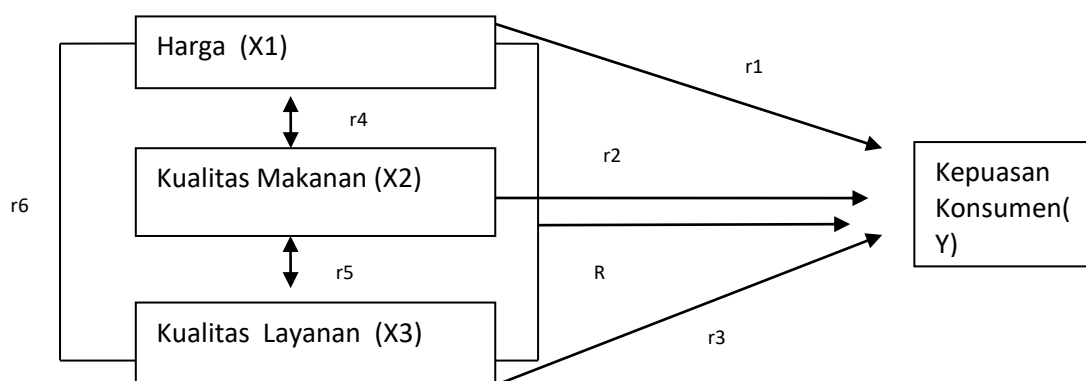 Harga (X1)
r1
r4
r2
Kualitas Makanan (X2)
Kepuasan
Konsumen(
Y)
r6
r5
R
Kualitas Layanan (X3)
r3